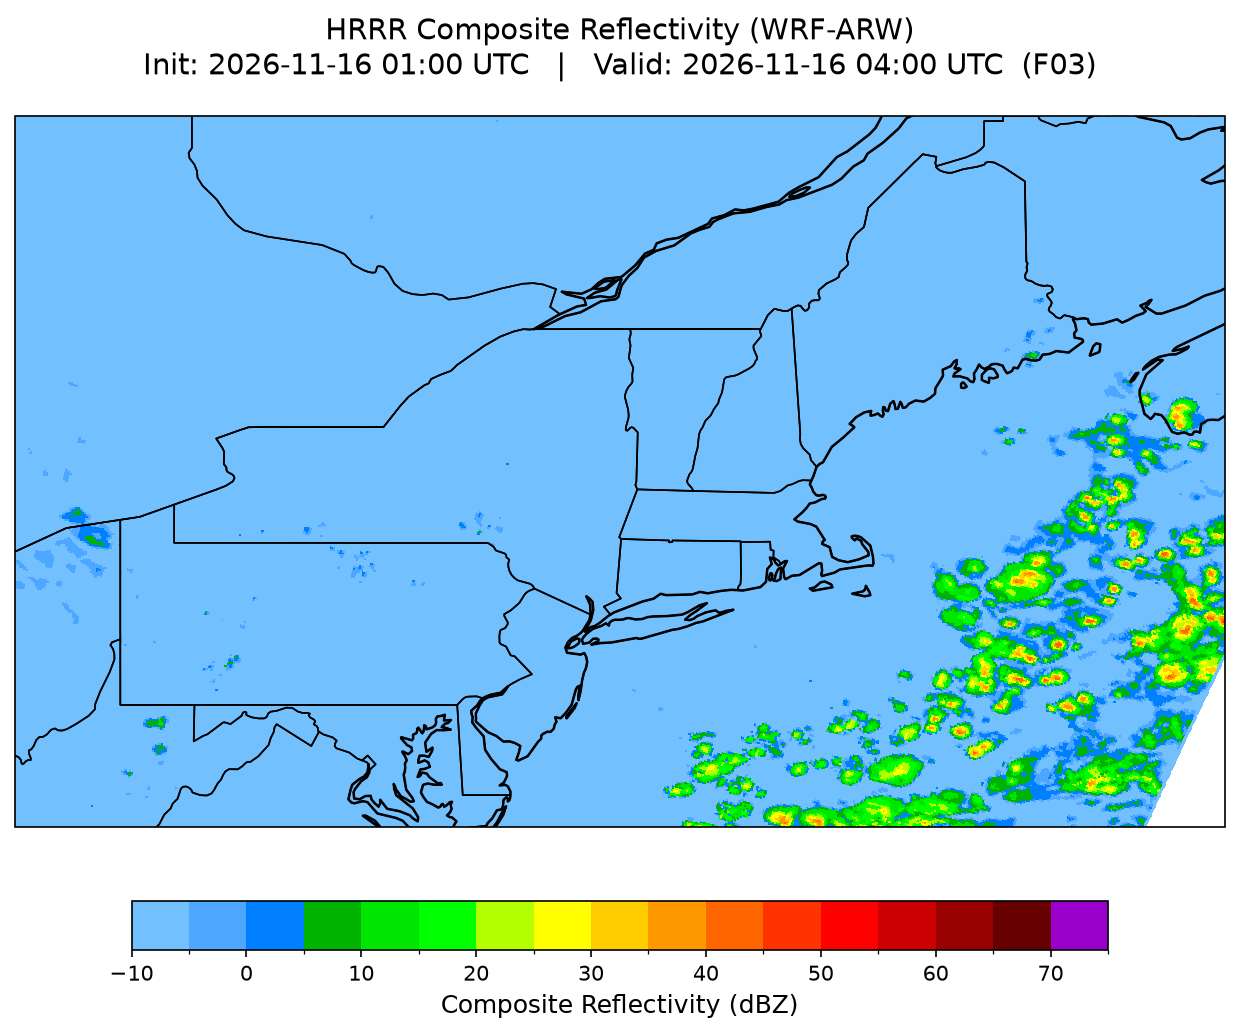 HRRR Composite Reflectivity (WRF-ARW)
Init: 2026-11-16 01:00 UTC   |   Valid: 2026-11-16 04:00 UTC  (F03)
−10 0 10 20 30 40 50 60 70
Composite Reflectivity (dBZ)